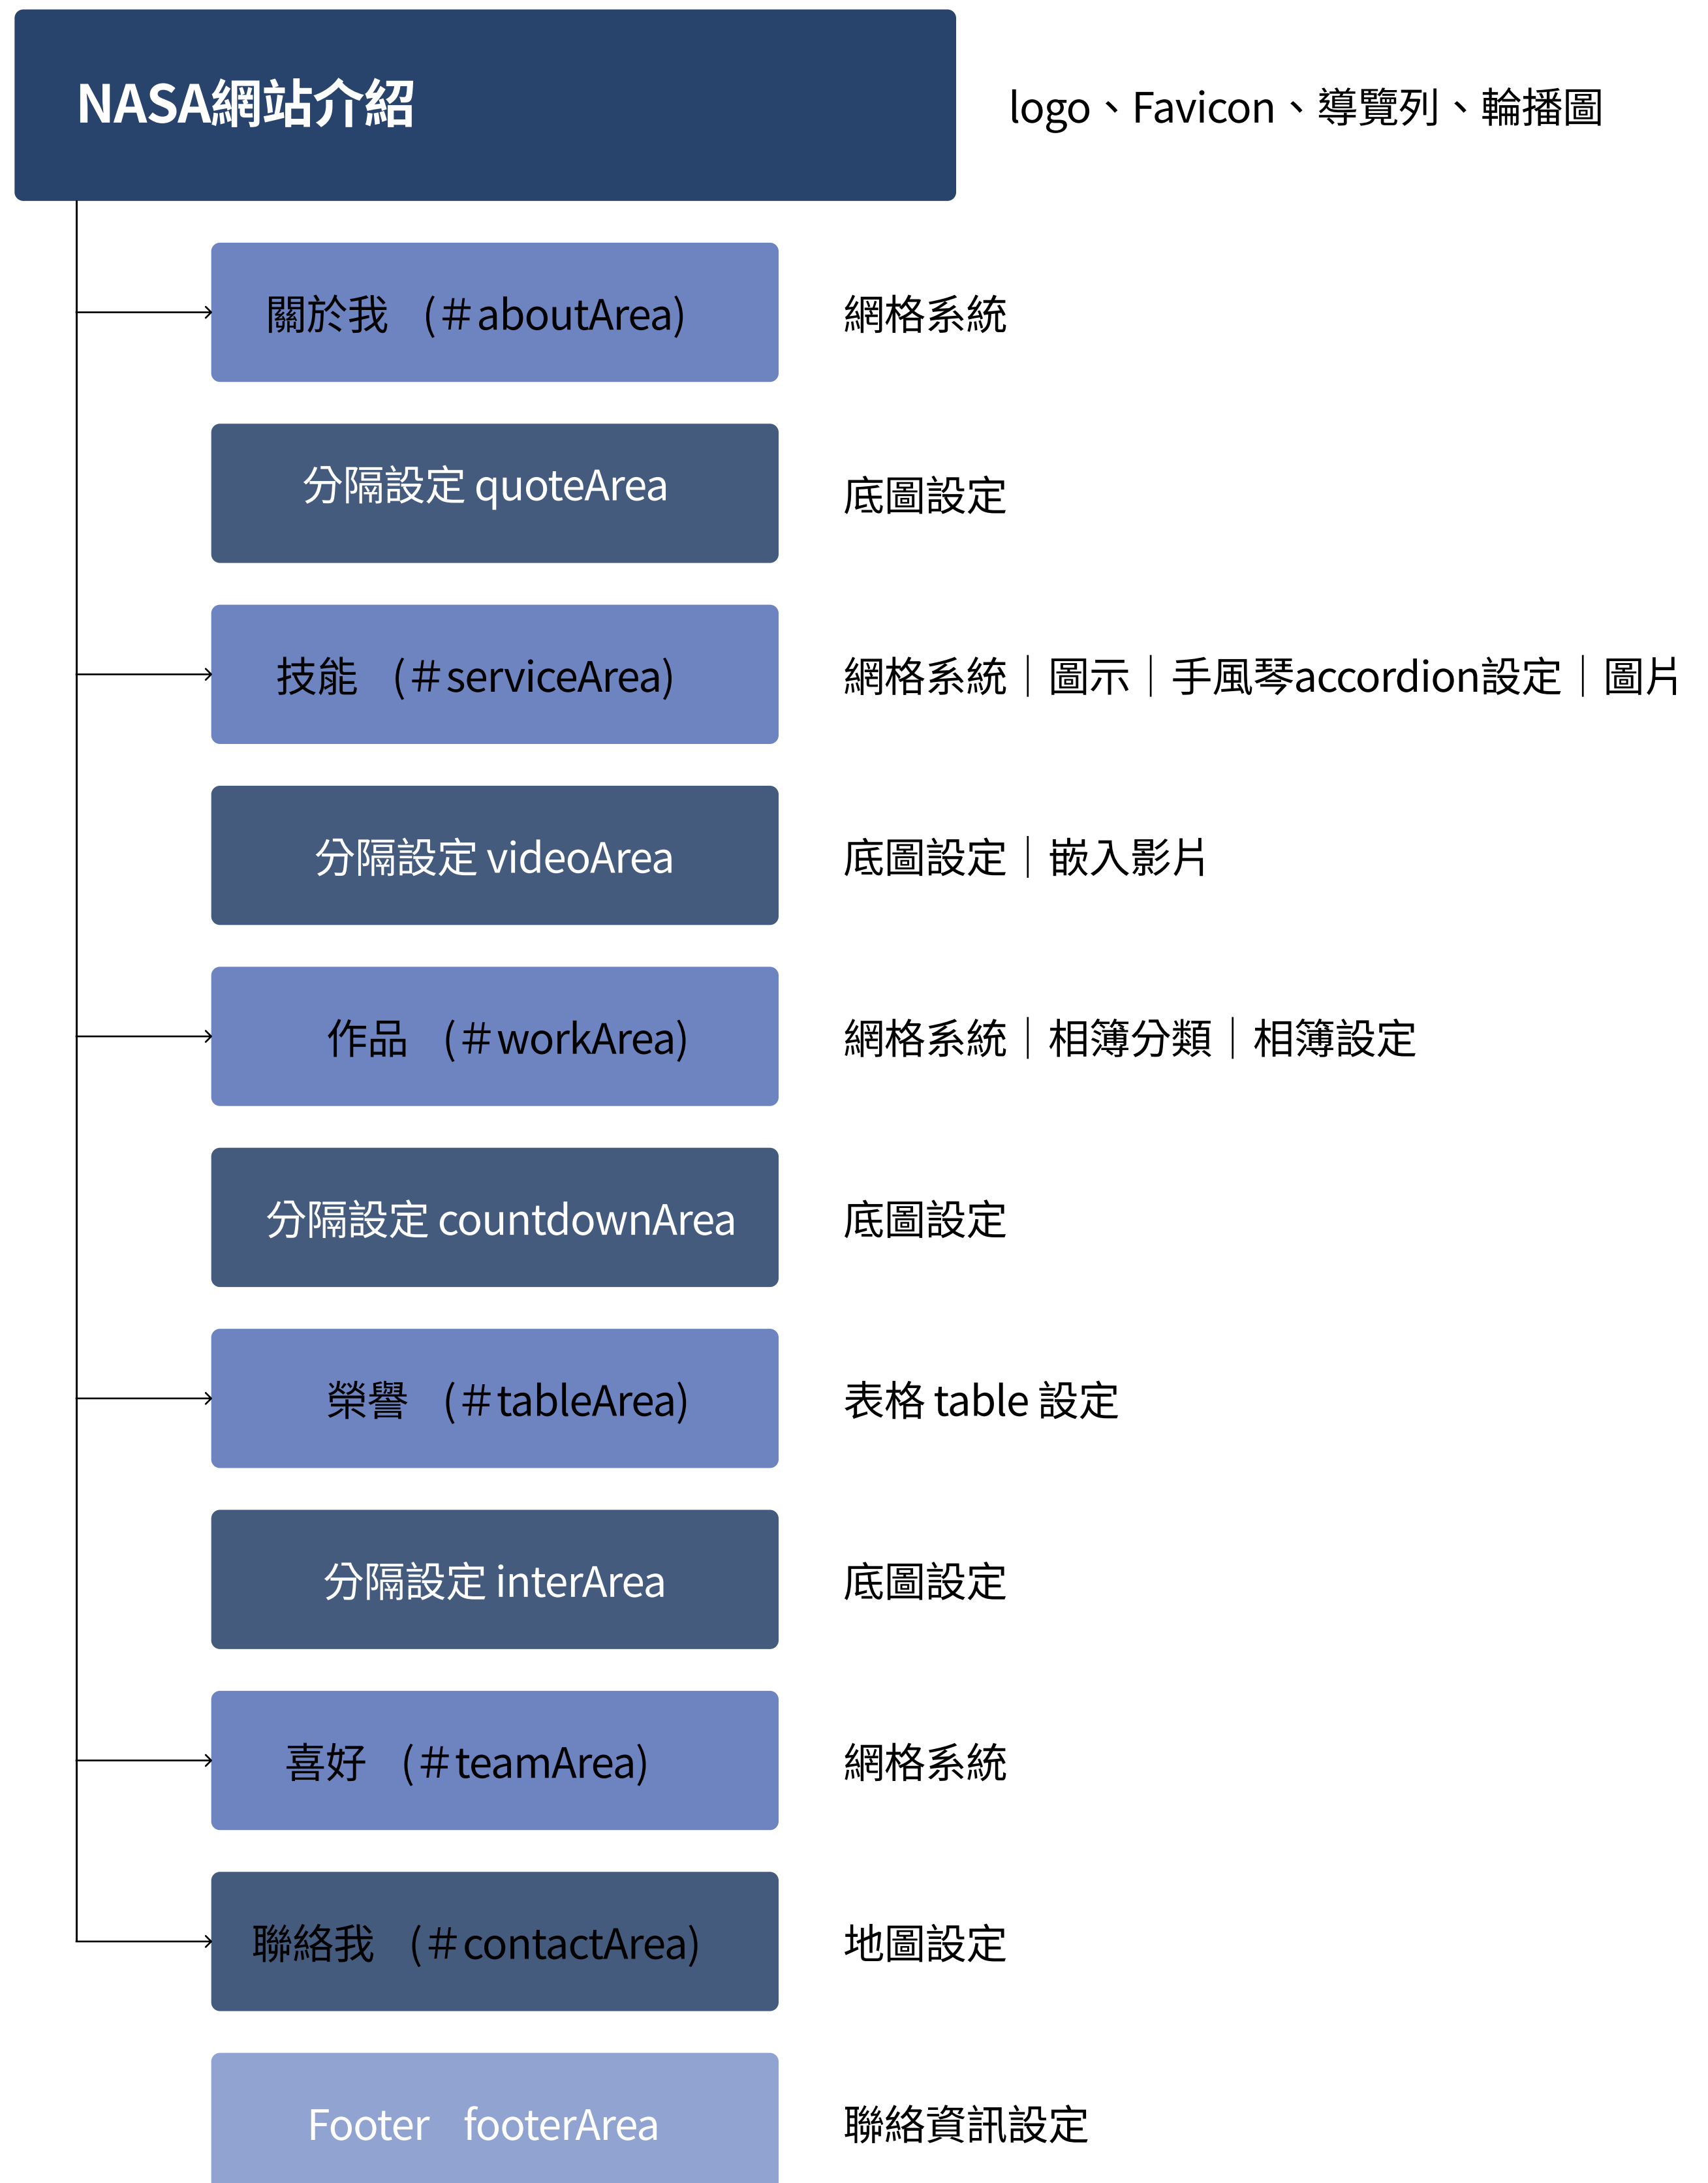 NASA網站介紹
logo、Favicon、導覽列、輪播圖
關於我 (＃aboutArea)
網格系統
分隔設定 quoteArea
底圖設定
技能 (＃serviceArea)
網格系統｜圖示｜手風琴accordion設定｜圖片
分隔設定 videoArea
底圖設定｜嵌入影片
作品 (＃workArea)
網格系統｜相簿分類｜相簿設定
分隔設定 countdownArea
底圖設定
榮譽 (＃tableArea)
表格 table 設定
分隔設定 interArea
底圖設定
喜好 (＃teamArea)
網格系統
聯絡我 (＃contactArea)
地圖設定
Footer footerArea
聯絡資訊設定